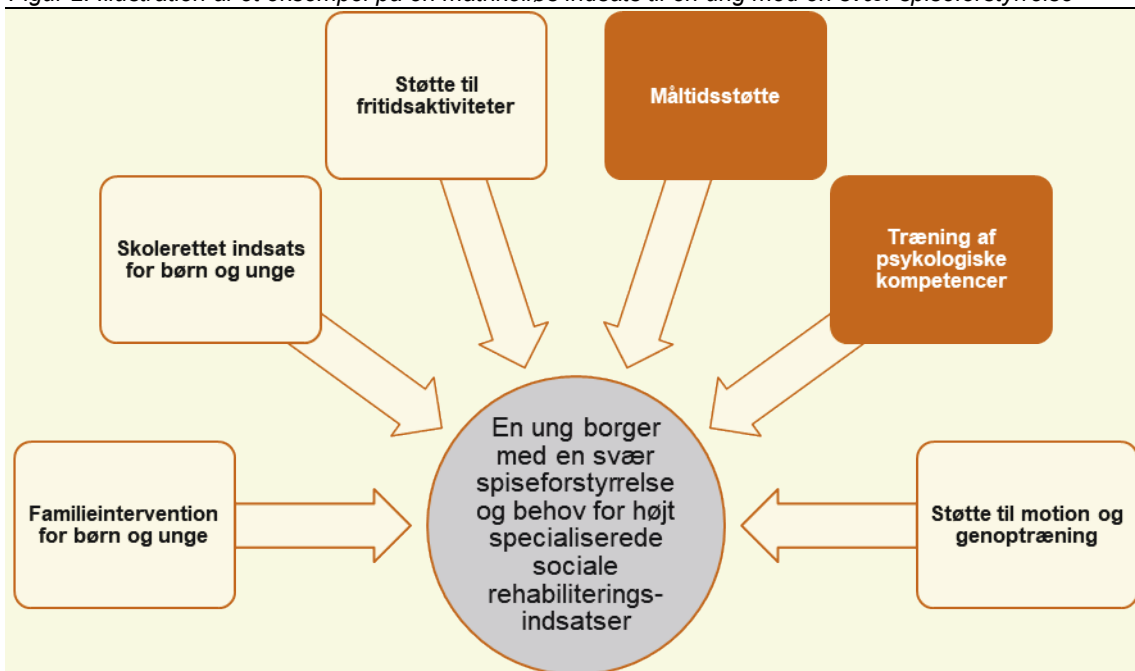 Støtte til
fritidsaktiviteter
Måltidsstøtte
Skolerettet indsats
for børn og unge
Træning af
psykologiske
kompetencer
Familieintervention
for børn og unge
En ung borger
med en svær
spiseforstyrrelse
og behov for højt
specialiserede
sociale
rehabiliterings-
indsatser
Støtte til motion og
genoptræning